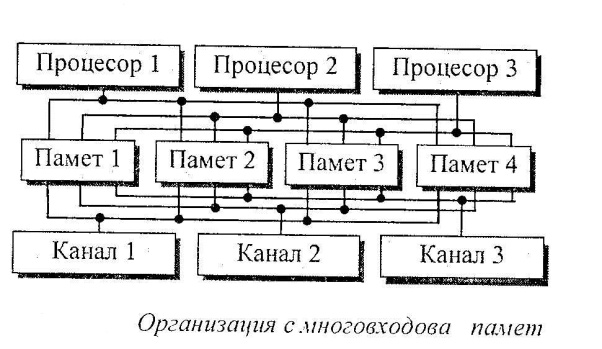 Процесор 1 Процесор 2 Процесор 3
Памет 1 Памет 2 Памет 3 Памет 4
Канал 1 Канал 2 Канал 3
Организация с многовходова памет